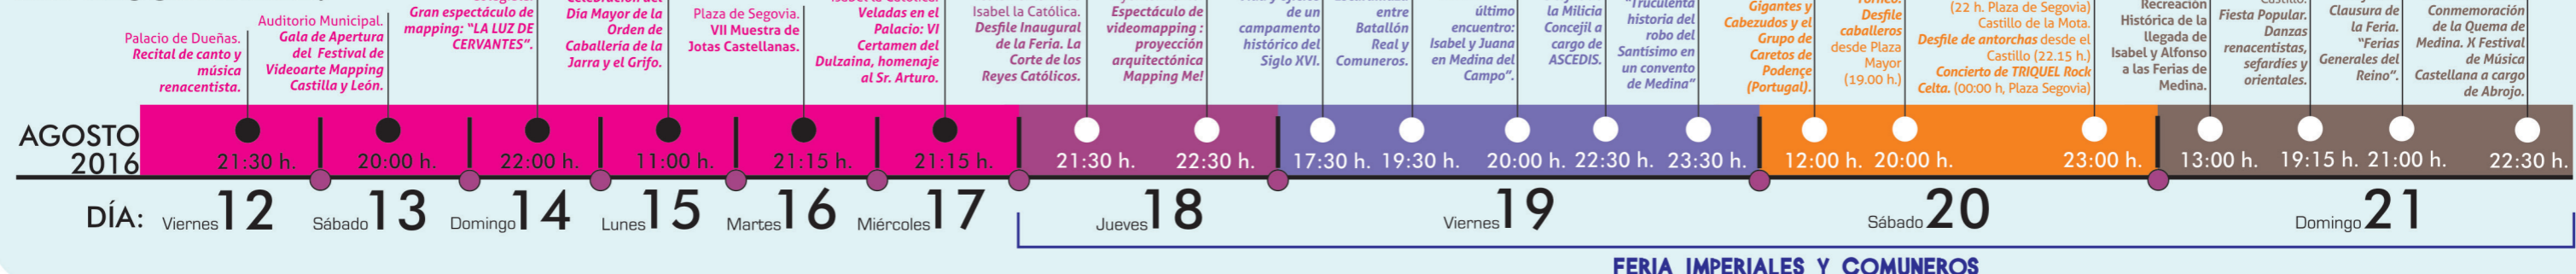 Palacio de Dueñas.
Recital de canto y
música
renacentista.
Auditorio Municipal.
Gala de Apertura
del Festival de
Videoarte Mapping
Castilla y León.
Gran espectáculo de
mapping: “LA LUZ DE
CERVANTES”.
Día Mayor de la
Orden de
Caballería de la
Jarra y el Grifo.
Plaza de Segovia.
VII Muestra de
Jotas Castellanas.
Veladas en el
Palacio: VI
Certamen del
Dulzaina, homenaje
al Sr. Arturo.
Isabel la Católica.
Desfile Inaugural
de la Feria. La
Corte de los
Reyes Católicos.
Espectáculo de
videomapping :
proyección
arquitectónica
Mapping Me!
de un
campamento
histórico del
Siglo XVI.
entre
Batallón
Real y
Comuneros.
último
encuentro:
Isabel y Juana
en Medina del
Campo”.
la Milicia
Concejil a
cargo de
ASCEDIS.
“Truculenta
historia del
robo del
Santísimo en
un convento
de Medina”
Gigantes y
Cabezudos y el
Grupo de
Caretos de
Podençe
(Portugal).
Desfile
caballeros
desde Plaza
Mayor
(19.00 h.)
(22 h. Plaza de Segovia)
Castillo de la Mota.
Desfile de antorchas desde el
Castillo (22.15 h.)
Concierto de TRIQUEL Rock
Celta. (00:00 h, Plaza Segovia)
Recreación
Histórica de la
llegada de
Isabel y Alfonso
a las Ferias de
Medina.
Fiesta Popular.
Danzas
renacentistas,
sefardíes y
orientales.
Clausura de
la Feria.
“Ferias
Generales del
Reino”.
Conmemoración
de la Quema de
Medina. X Festival
de Música
Castellana a cargo
de Abrojo.
AGOSTO
2016
21:30 h. 20:00 h. 22:00 h. 11:00 h. 21:15 h. 21:15 h. 21:30 h. 22:30 h. 17:30 h. 19:30 h. 20:00 h. 22:30 h. 23:30 h. 12:00 h. 20:00 h. 23:00 h. 13:00 h. 19:15 h. 21:00 h. 22:30 h.
DÍA: Viernes 12 Sábado 13 Domingo 14 Lunes 15 Martes 16 Miércoles 17 Jueves 18 Viernes 19 Sábado 20 Domingo 21
FERIA IMPERIALES Y COMUNEROS